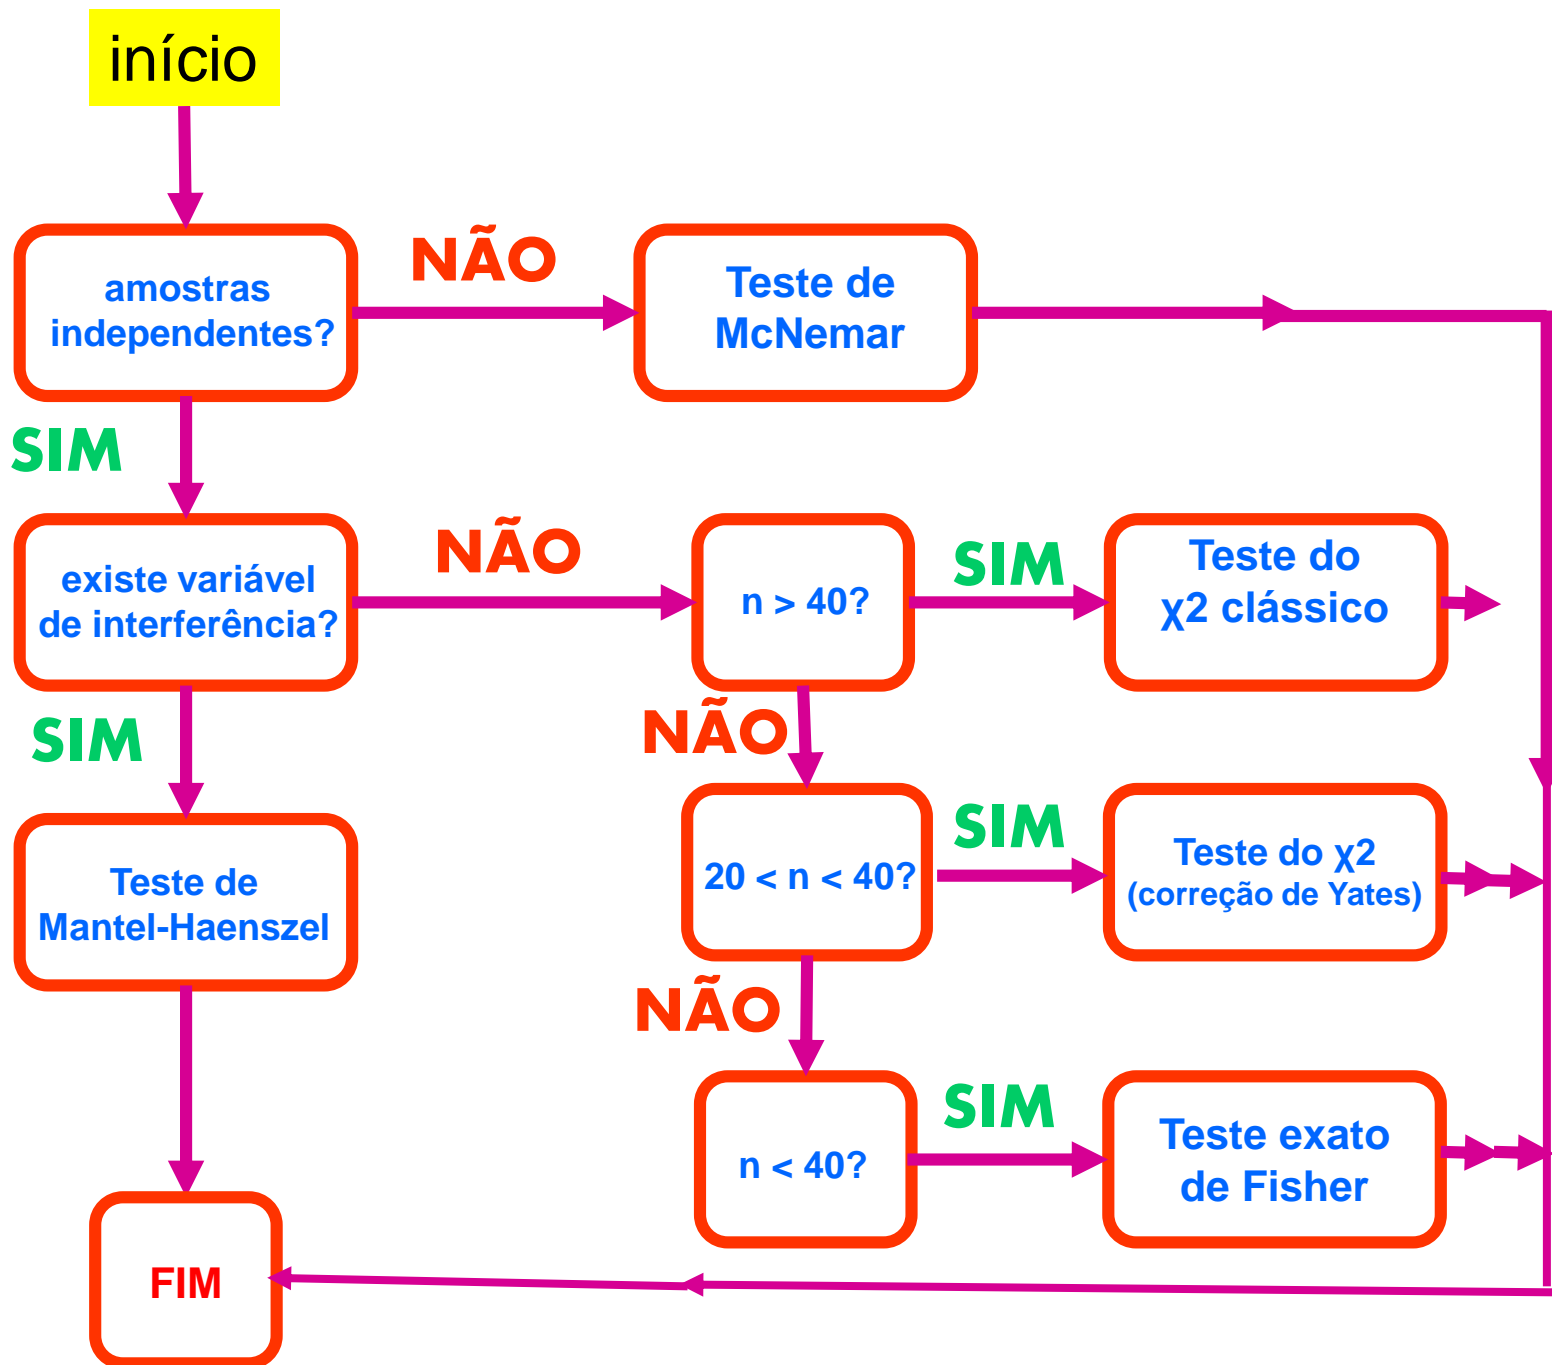 início
amostras
independentes?
NÃO
Teste de
McNemar
SIM
existe variável
de interferência?
NÃO
n > 40?
SIM
Teste do
χ2 clássico
SIM
NÃO
Teste de
Mantel-Haenszel
20 < n < 40?
SIM
Teste do χ2
(correção de Yates)
NÃO
n < 40?
SIM
Teste exato
de Fisher
FIM